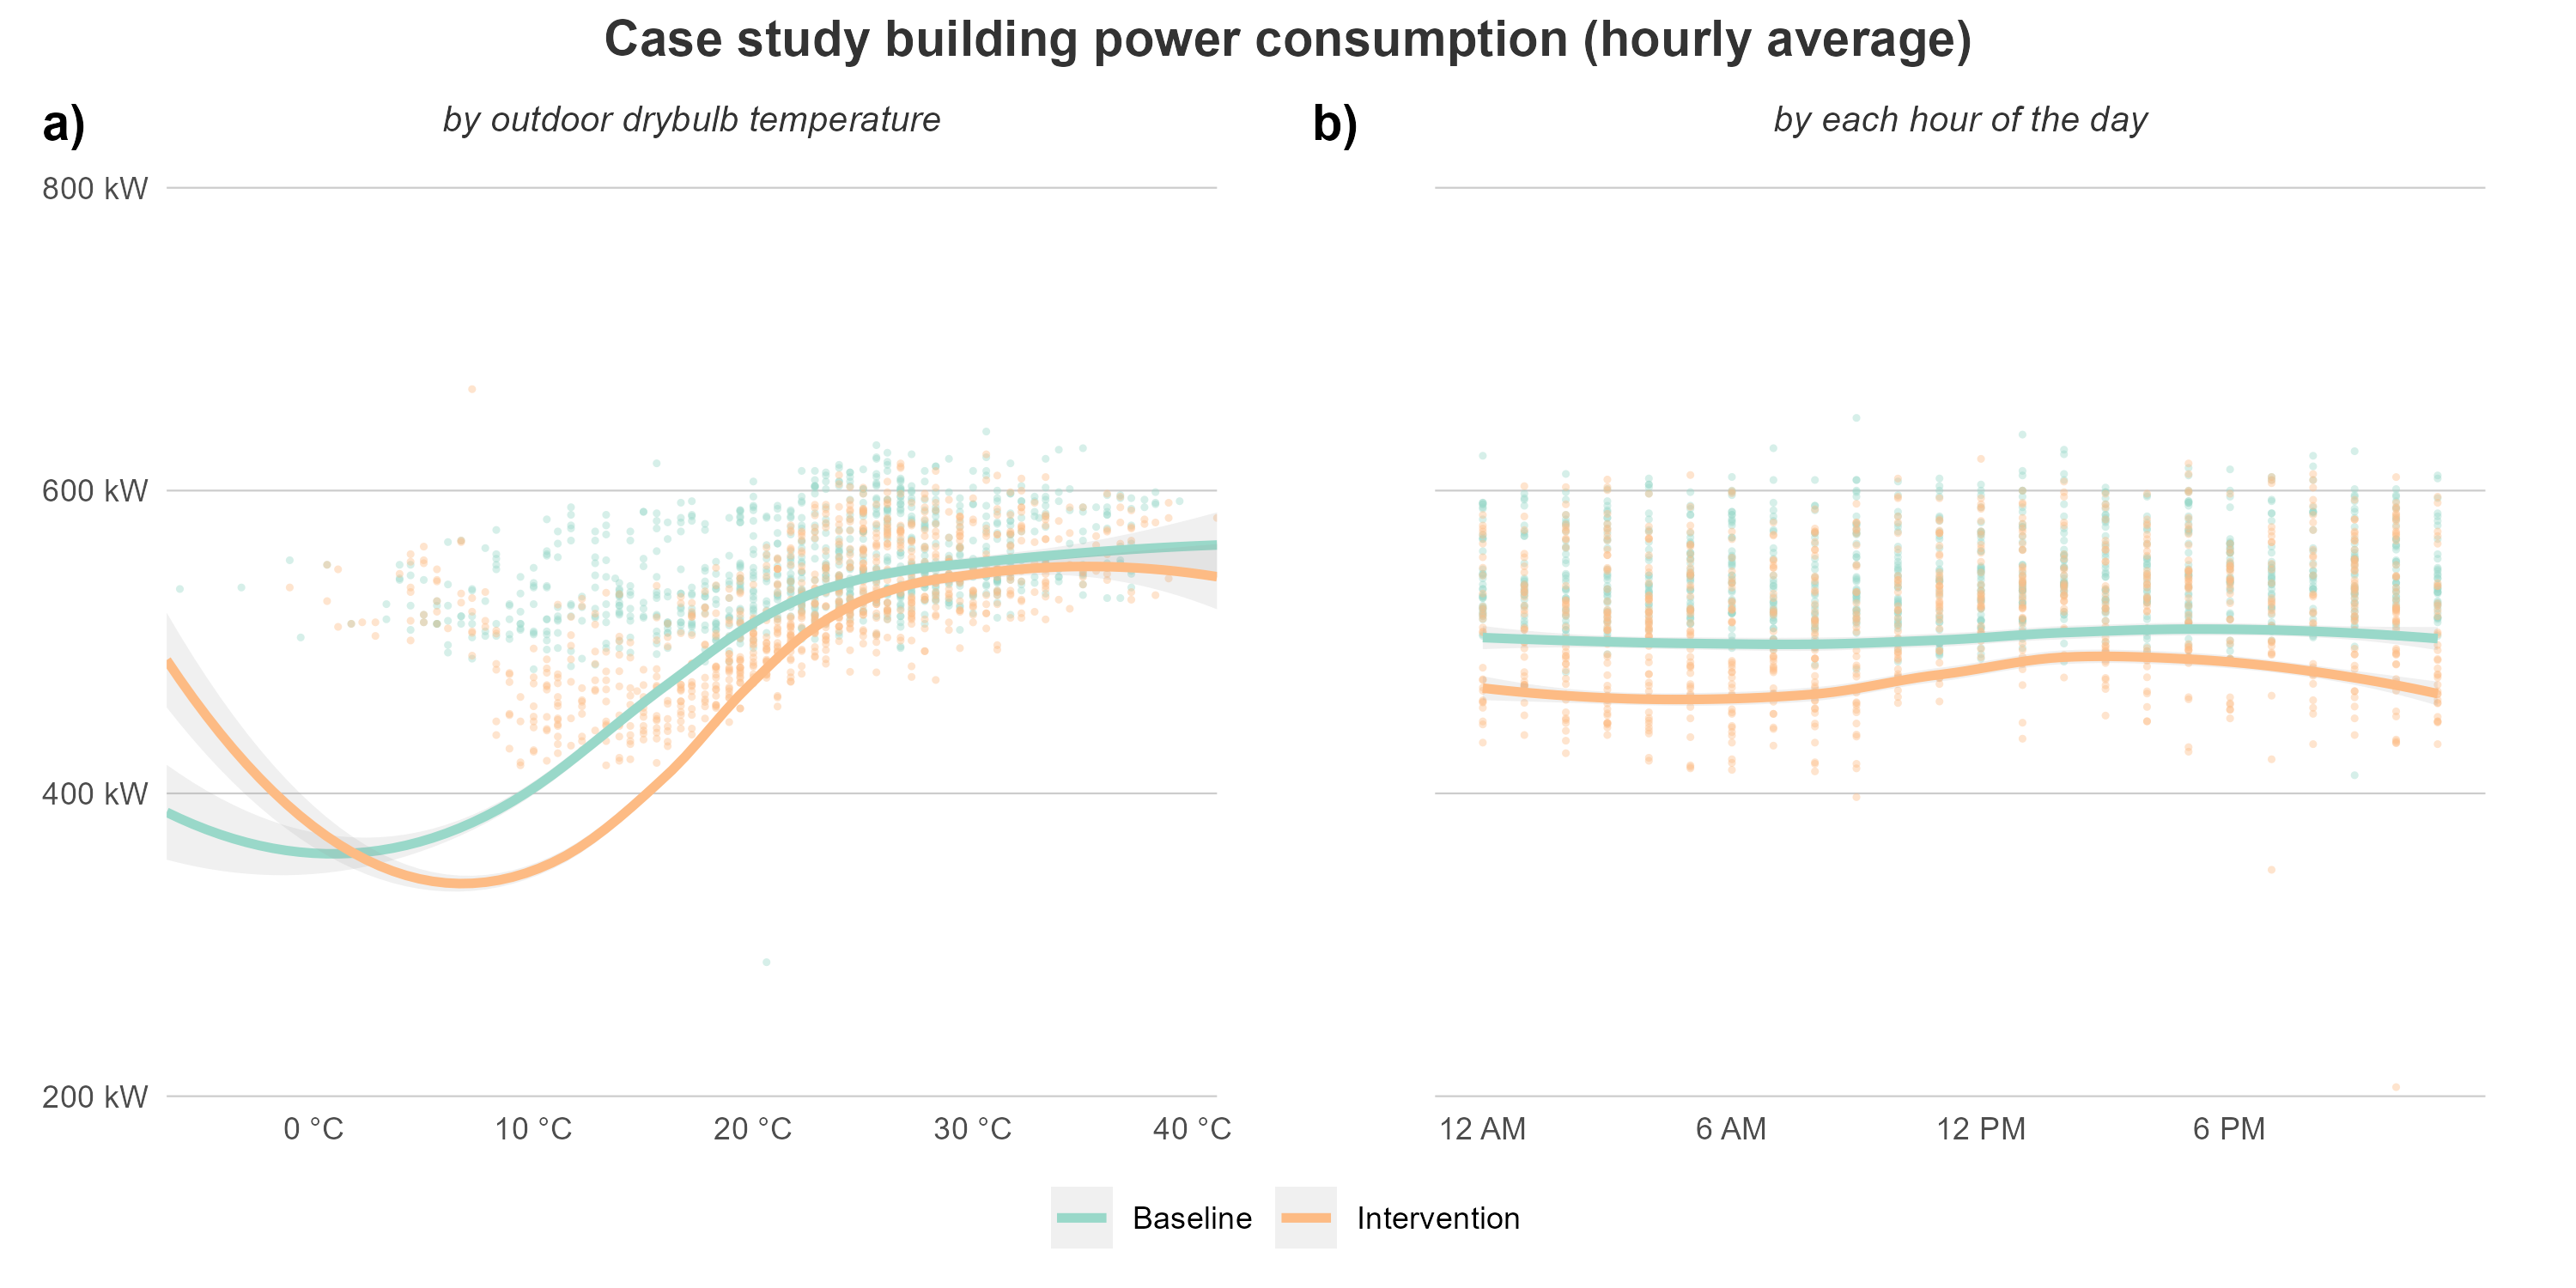 Case study building power consumption (hourly average)
a)
by outdoor drybulb temperature
b)
by each hour of the day
800 kW
600 kW
400 kW
200 kW
0 °C 10 °C 20 °C 30 °C 40 °C
12 AM 6 AM 12 PM 6 PM
Baseline Intervention